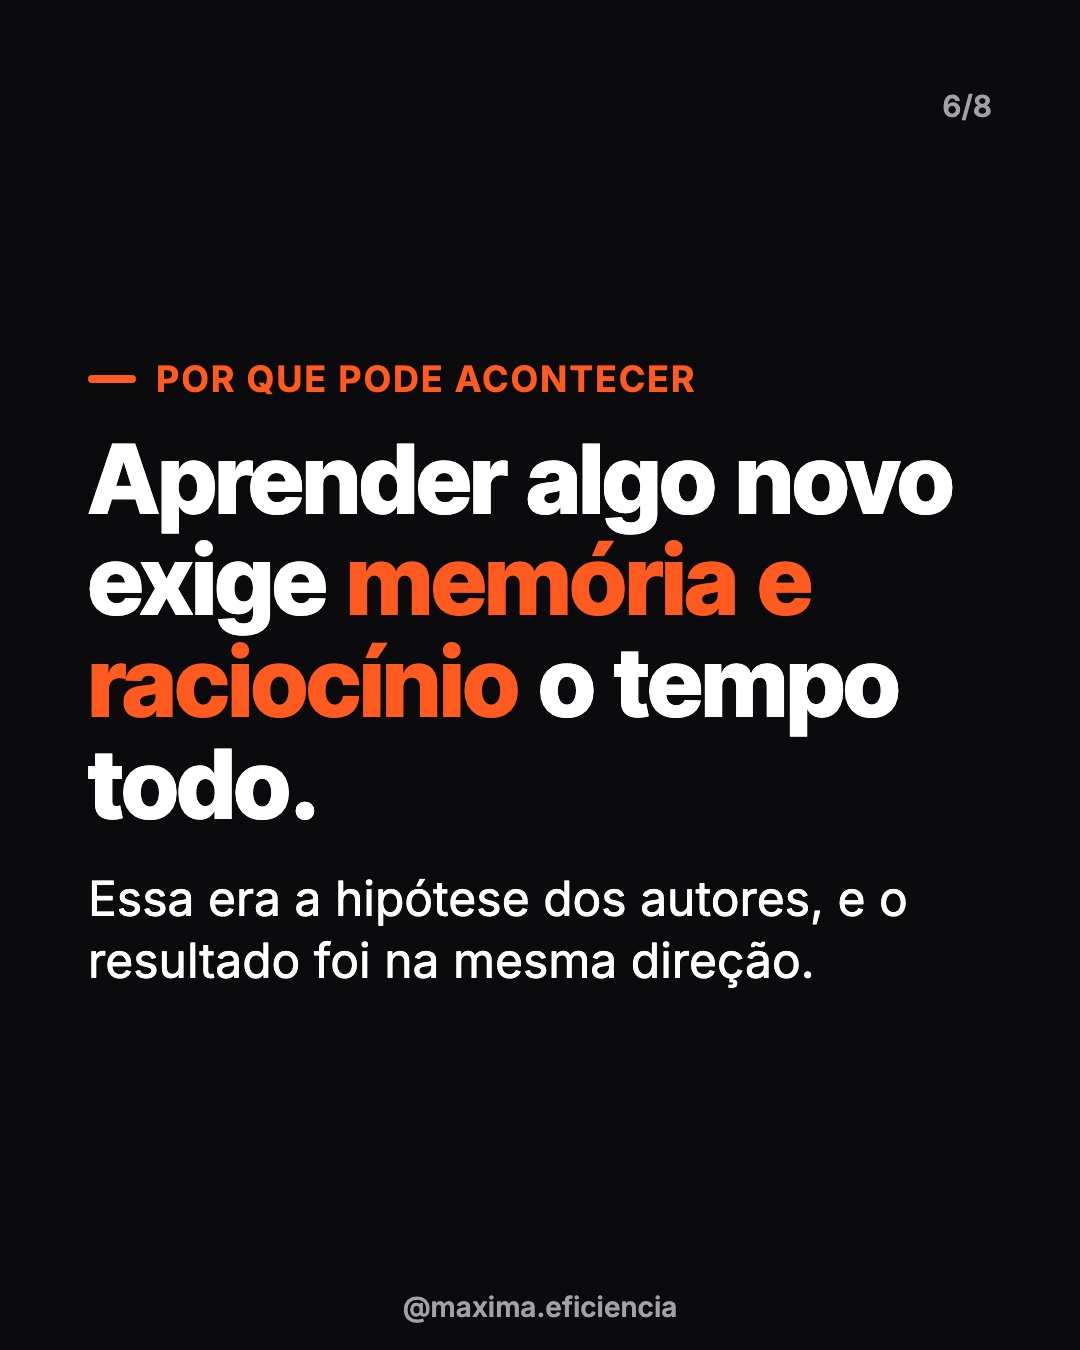 6/8
POR QUE PODE ACONTECER
Aprender algo novo
exige memória e
raciocínio o tempo
todo.
Essa era a hipótese dos autores, e o
resultado foi na mesma direção.
@maxima.eficiencia